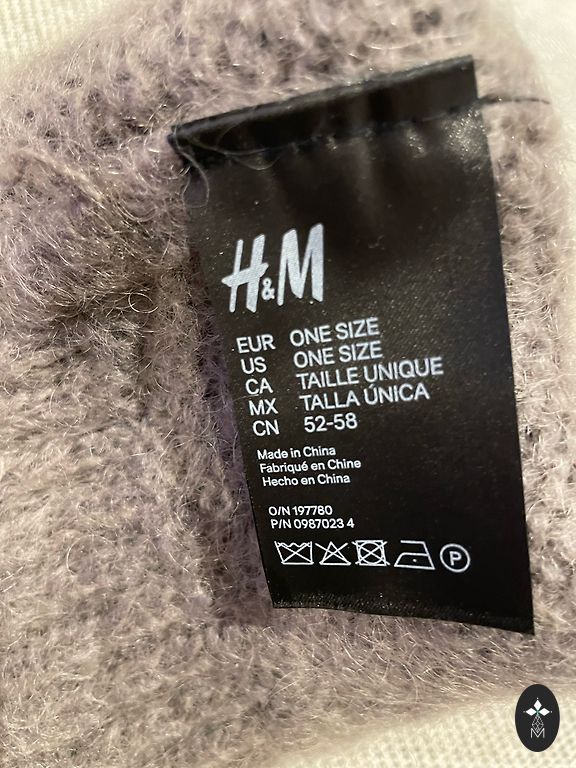 H&M
EUR ONE SIZE
US ONE SIZE
CA TAILLE UNIQUE
MX TALLA ÚNICA
CN 52-58
Made in China
Fabriqué en Chine
Hecho en China
O/N 197780
P/N 0987023 4
P
M